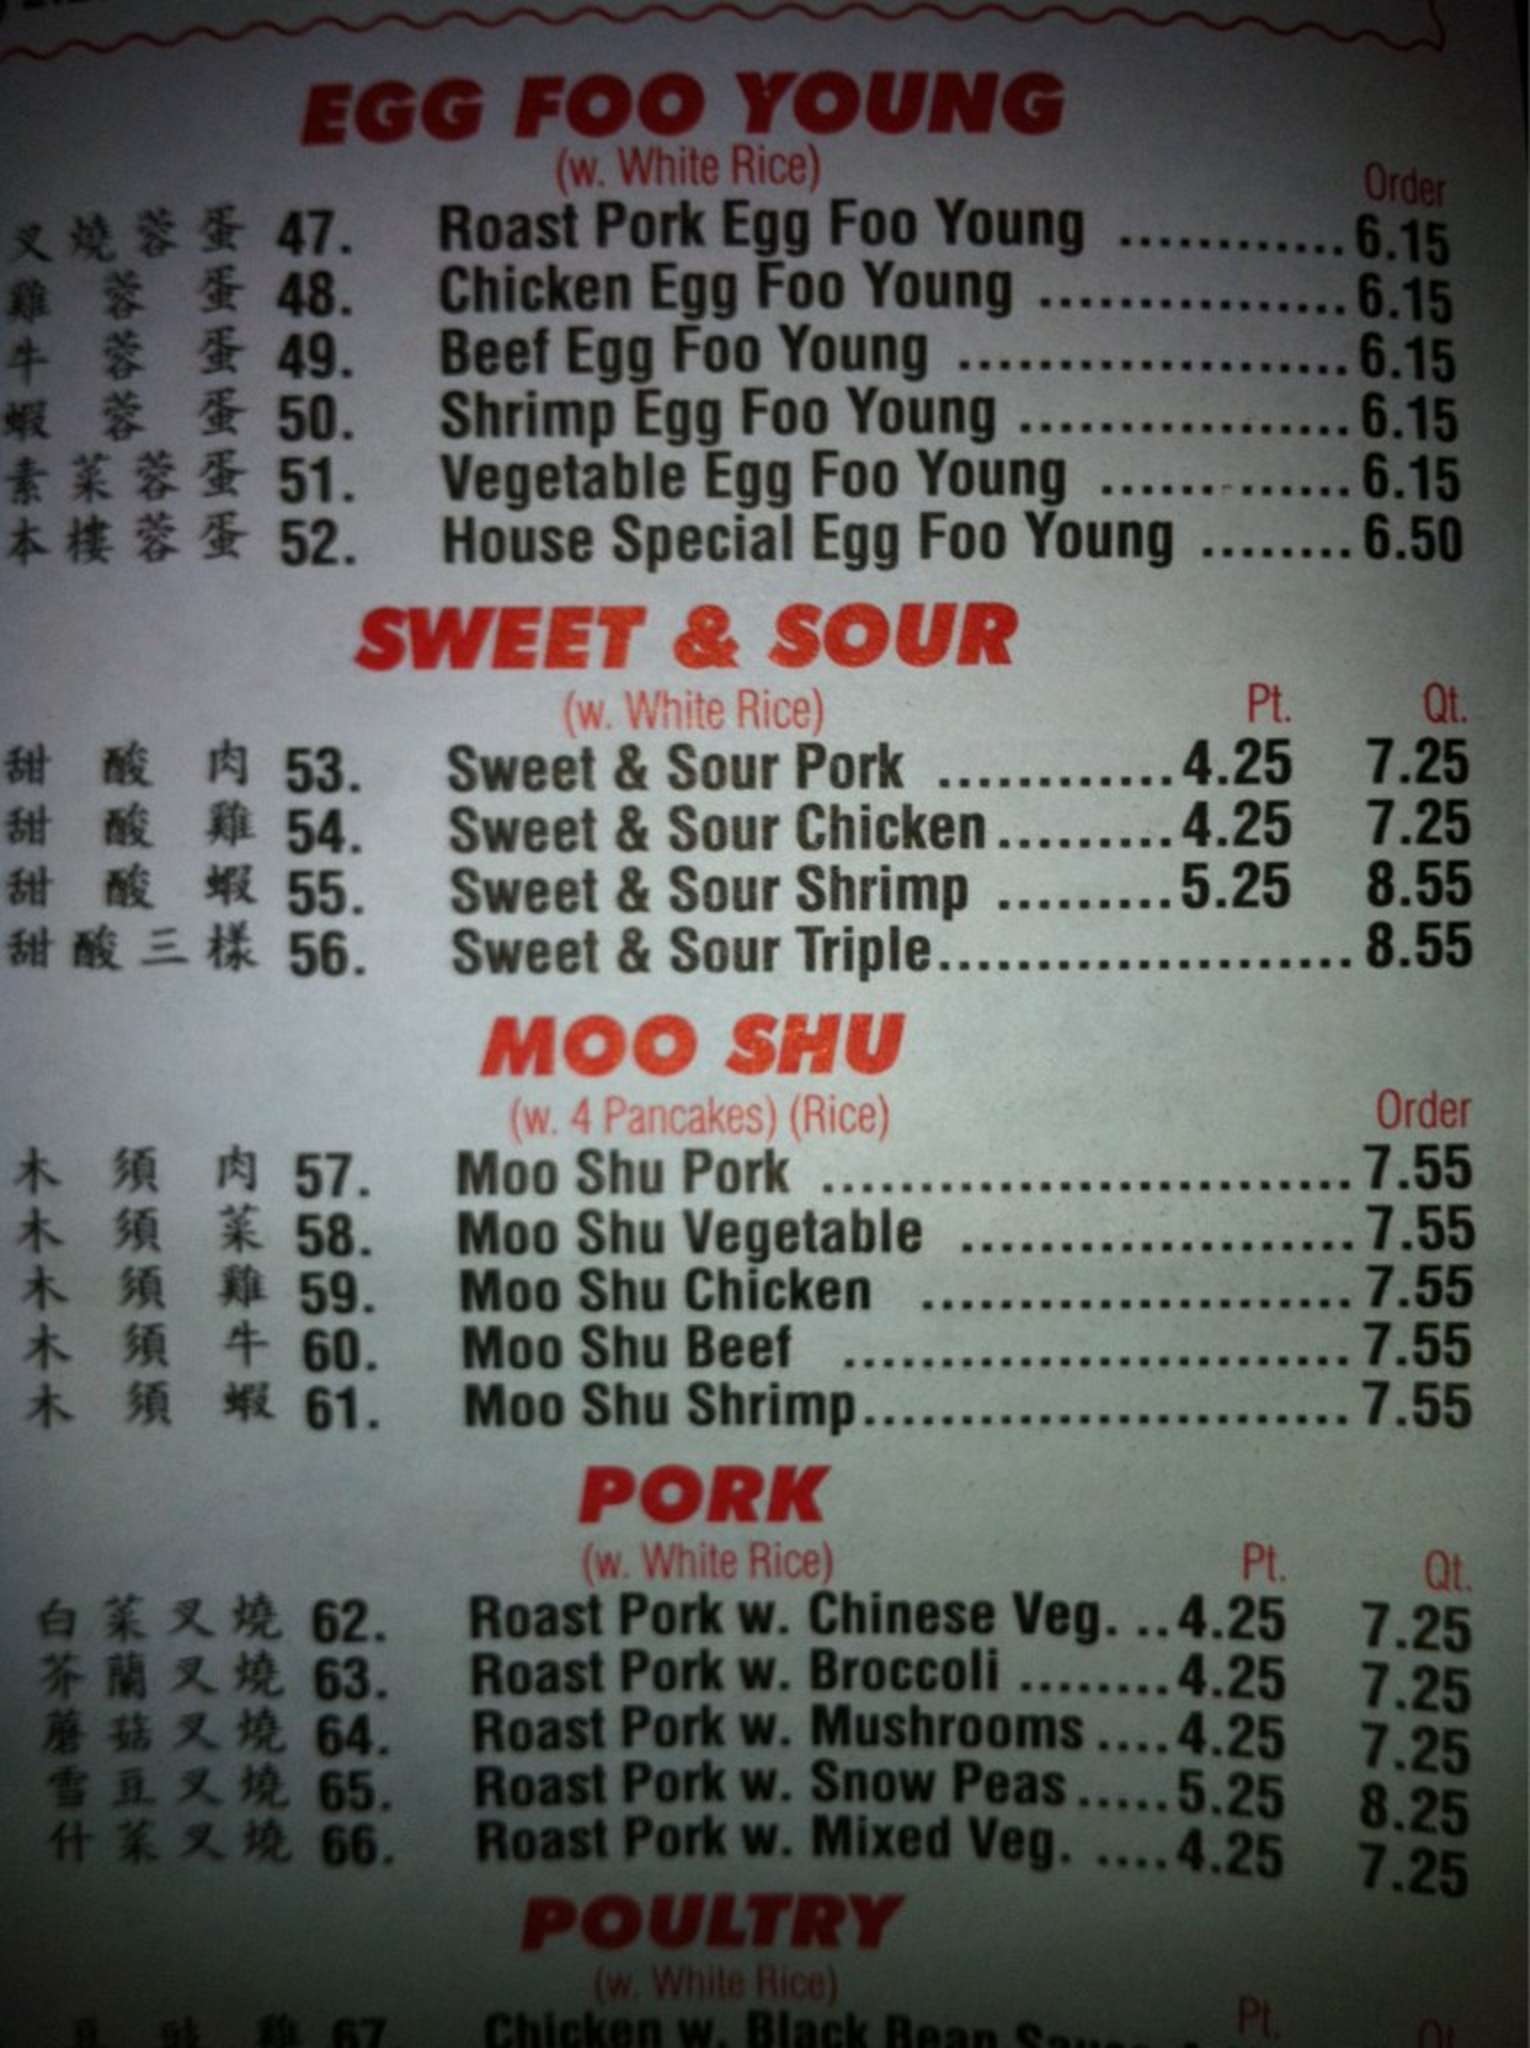 EGG FOO YOUNG
(w. White Rice) Order
叉燒蓉蛋 47. Roast Pork Egg Foo Young ............ 6.15
雞蓉蛋 48. Chicken Egg Foo Young ................ 6.15
牛蓉蛋 49. Beef Egg Foo Young .................... 6.15
蝦蓉蛋 50. Shrimp Egg Foo Young ................. 6.15
素菜蓉蛋 51. Vegetable Egg Foo Young ............. 6.15
本樓蓉蛋 52. House Special Egg Foo Young ........ 6.50
SWEET & SOUR
(w. White Rice) Pt. Qt.
甜酸肉 53. Sweet & Sour Pork ............ 4.25 7.25
甜酸雞 54. Sweet & Sour Chicken ......... 4.25 7.25
甜酸蝦 55. Sweet & Sour Shrimp ......... 5.25 8.55
甜酸三樣 56. Sweet & Sour Triple ..................... 8.55
MOO SHU
(w. 4 Pancakes) (Rice) Order
木須肉 57. Moo Shu Pork ........................... 7.55
木須菜 58. Moo Shu Vegetable .................... 7.55
木須雞 59. Moo Shu Chicken ...................... 7.55
木須牛 60. Moo Shu Beef .......................... 7.55
木須蝦 61. Moo Shu Shrimp ......................... 7.55
PORK
(w. White Rice) Pt. Qt.
白菜叉燒 62. Roast Pork w. Chinese Veg. .. 4.25 7.25
芥蘭叉燒 63. Roast Pork w. Broccoli ........ 4.25 7.25
蘑菇叉燒 64. Roast Pork w. Mushrooms .... 4.25 7.25
雪豆叉燒 65. Roast Pork w. Snow Peas ..... 5.25 8.25
什菜叉燒 66. Roast Pork w. Mixed Veg. .... 4.25 7.25
POULTRY
(w. White Rice) Pt. Qt.
雞 67 Chicken w. Black Bean Sauce